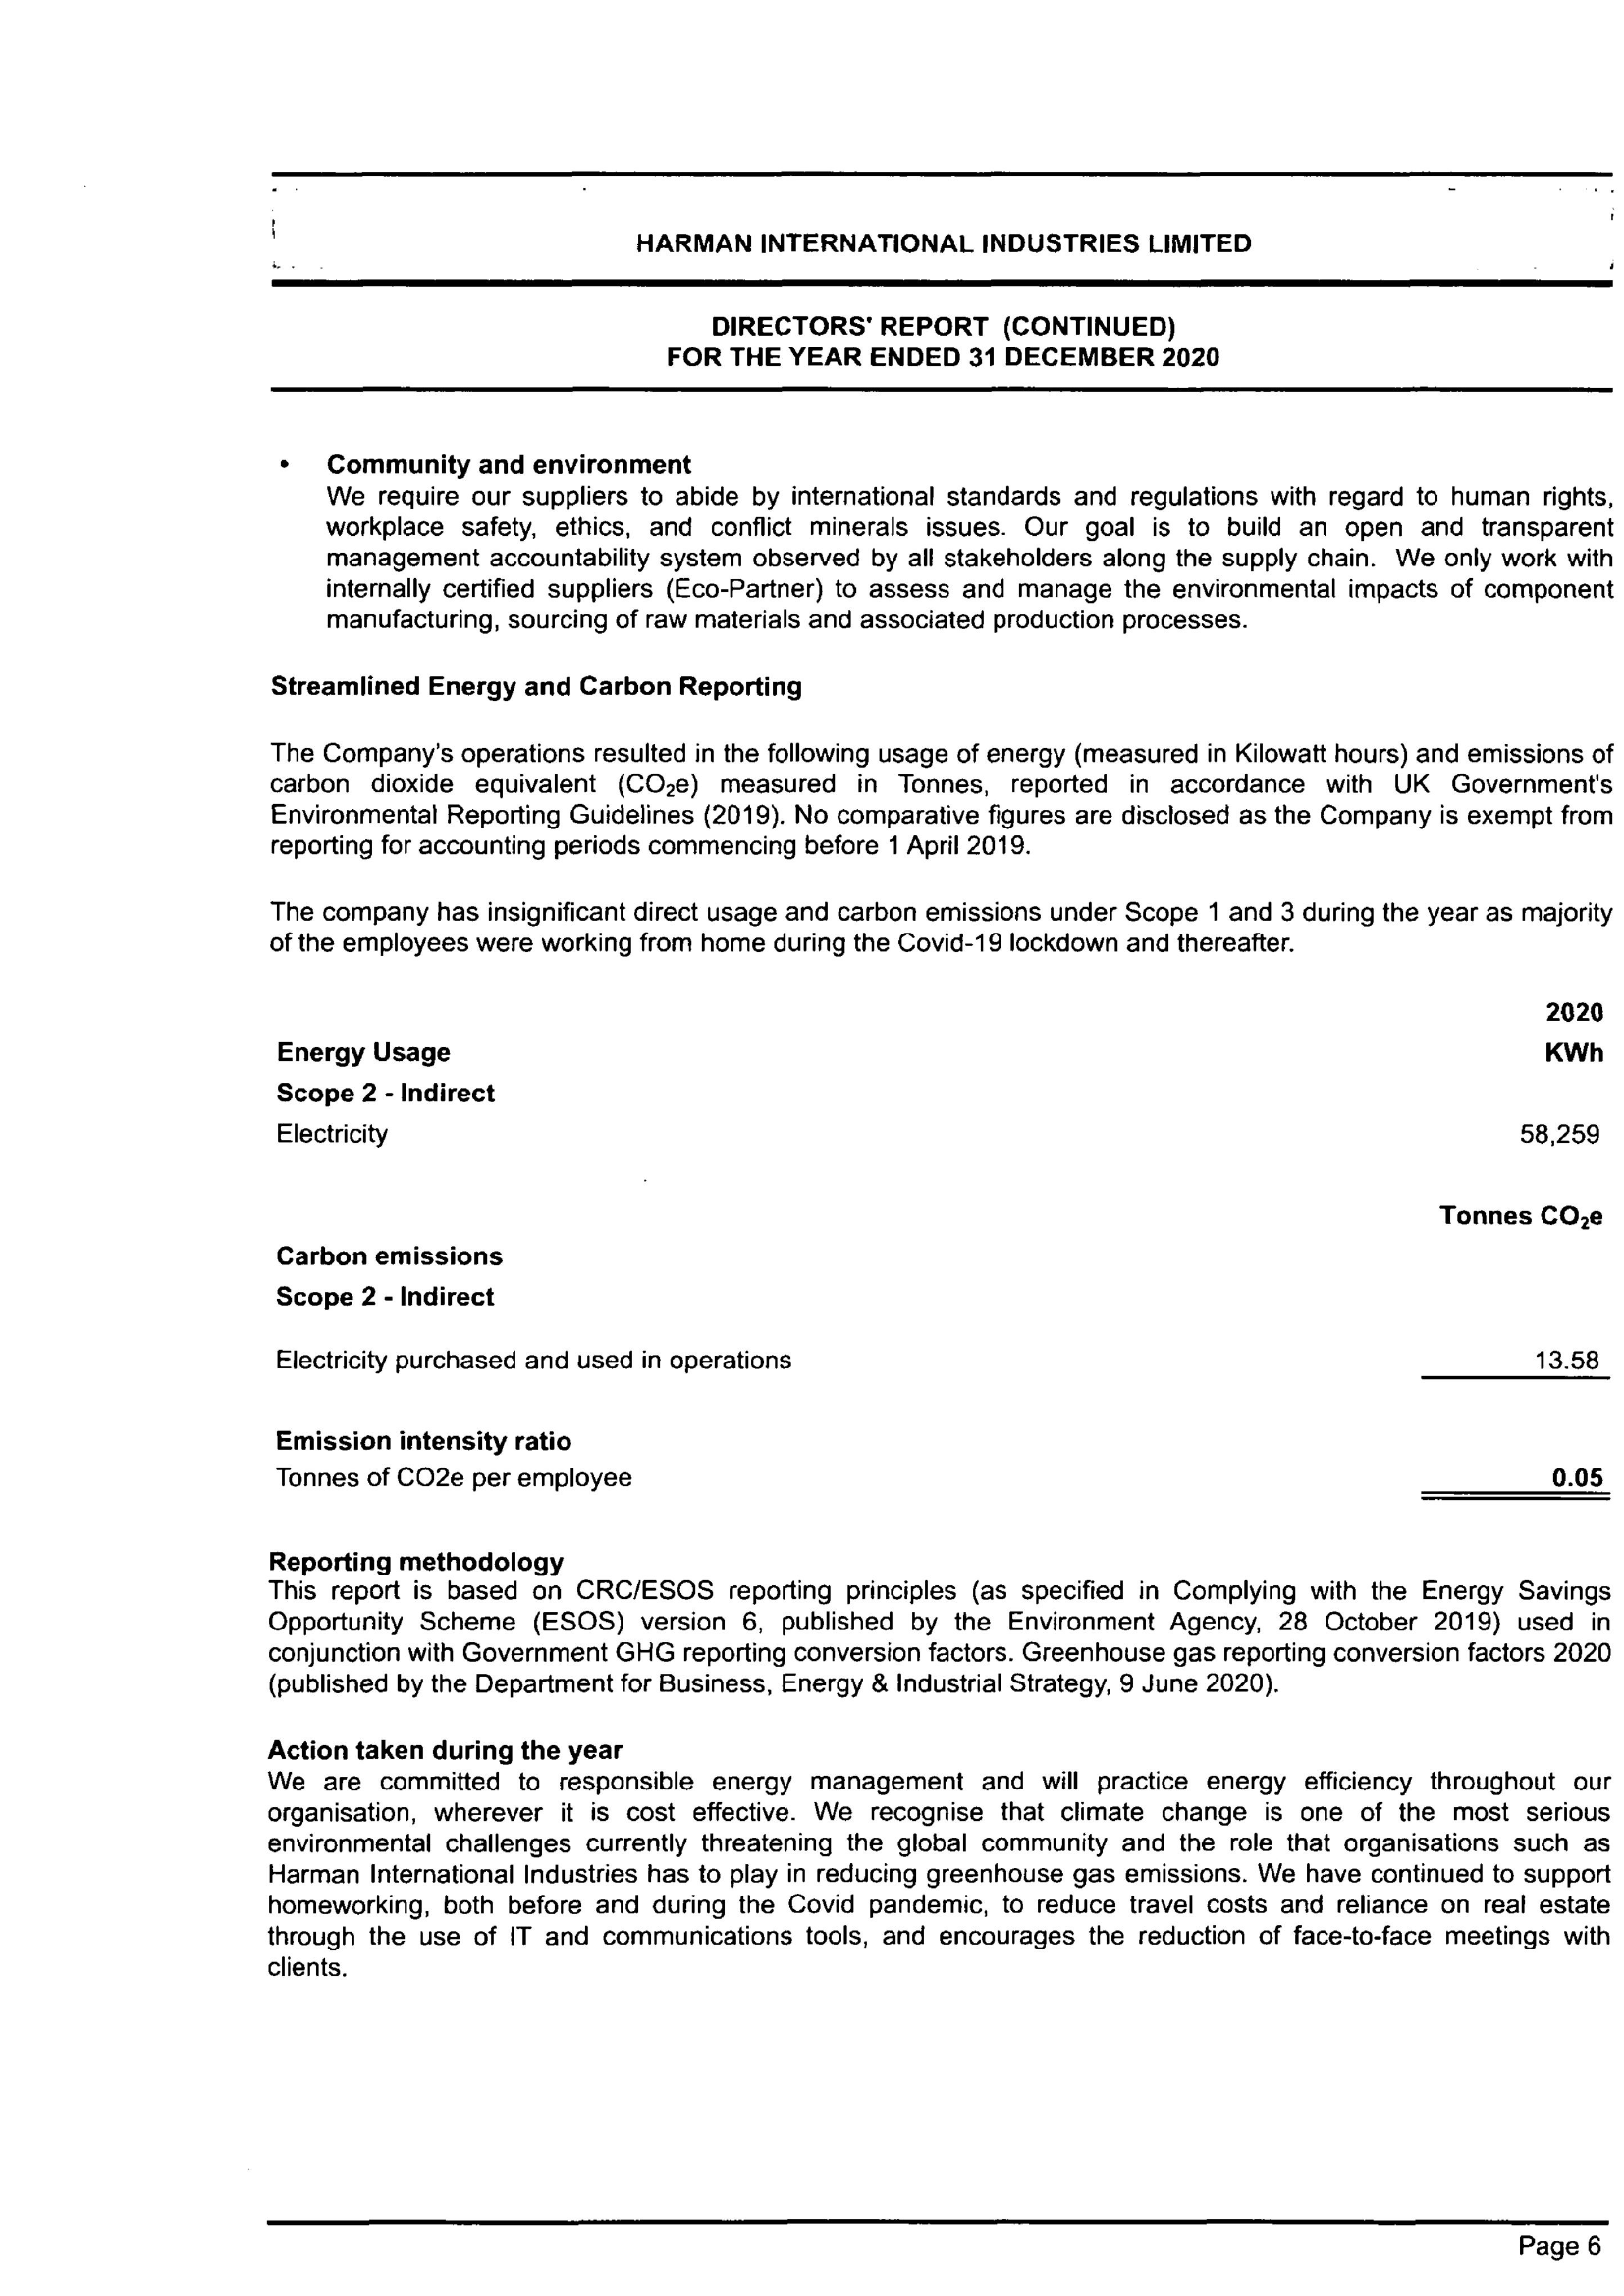 HARMAN INTERNATIONAL INDUSTRIES LIMITED
DIRECTORS' REPORT (CONTINUED)
FOR THE YEAR ENDED 31 DECEMBER 2020
• Community and environment
We require our suppliers to abide by international standards and regulations with regard to human rights,
workplace safety, ethics, and conflict minerals issues. Our goal is to build an open and transparent
management accountability system observed by all stakeholders along the supply chain. We only work with
internally certified suppliers (Eco-Partner) to assess and manage the environmental impacts of component
manufacturing, sourcing of raw materials and associated production processes.
Streamlined Energy and Carbon Reporting
The Company's operations resulted in the following usage of energy (measured in Kilowatt hours) and emissions of
carbon dioxide equivalent (CO₂e) measured in Tonnes, reported in accordance with UK Government's
Environmental Reporting Guidelines (2019). No comparative figures are disclosed as the Company is exempt from
reporting for accounting periods commencing before 1 April 2019.
The company has insignificant direct usage and carbon emissions under Scope 1 and 3 during the year as majority
of the employees were working from home during the Covid-19 lockdown and thereafter.
2020
Energy Usage KWh
Scope 2 - Indirect
Electricity 58,259
Tonnes CO₂e
Carbon emissions
Scope 2 - Indirect
Electricity purchased and used in operations 13.58
Emission intensity ratio
Tonnes of CO2e per employee 0.05
Reporting methodology
This report is based on CRC/ESOS reporting principles (as specified in Complying with the Energy Savings
Opportunity Scheme (ESOS) version 6, published by the Environment Agency, 28 October 2019) used in
conjunction with Government GHG reporting conversion factors. Greenhouse gas reporting conversion factors 2020
(published by the Department for Business, Energy & Industrial Strategy, 9 June 2020).
Action taken during the year
We are committed to responsible energy management and will practice energy efficiency throughout our
organisation, wherever it is cost effective. We recognise that climate change is one of the most serious
environmental challenges currently threatening the global community and the role that organisations such as
Harman International Industries has to play in reducing greenhouse gas emissions. We have continued to support
homeworking, both before and during the Covid pandemic, to reduce travel costs and reliance on real estate
through the use of IT and communications tools, and encourages the reduction of face-to-face meetings with
clients.
Page 6